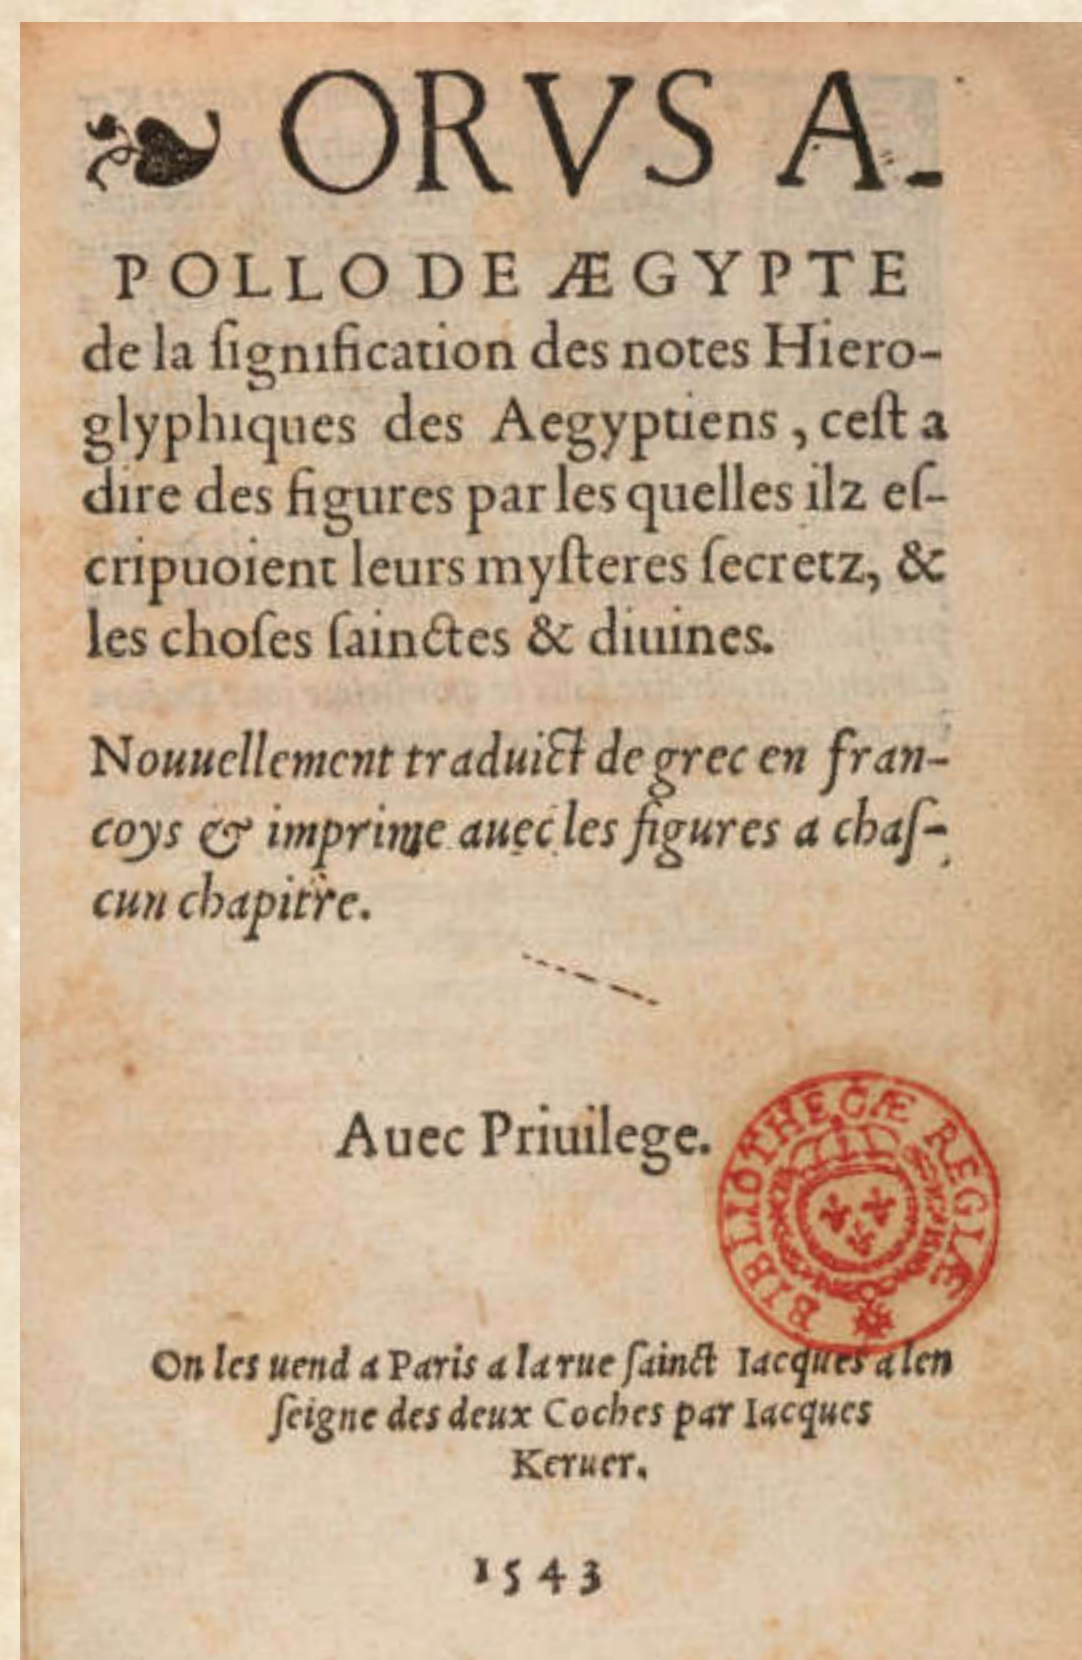 ❧ ORVS A-
POLLO DE ÆGYPTE
de la ſignification des notes Hiero-
glyphiques des Aegyptiens, ceſt a
dire des figures par les quelles ilz eſ-
cripuoient leurs myſteres ſecretz, &
les choſes ſainctes & diuines.
Nouuellement traduict de grec en fran-
coys & imprime auec les figures a chaſ-
cun chapitre.
Auec Priuilege.
BIBLIOTHECÆ REGIÆ
On les uend a Paris a la rue ſainct Iacques a len
ſeigne des deux Coches par Iacques
Keruer.
1543